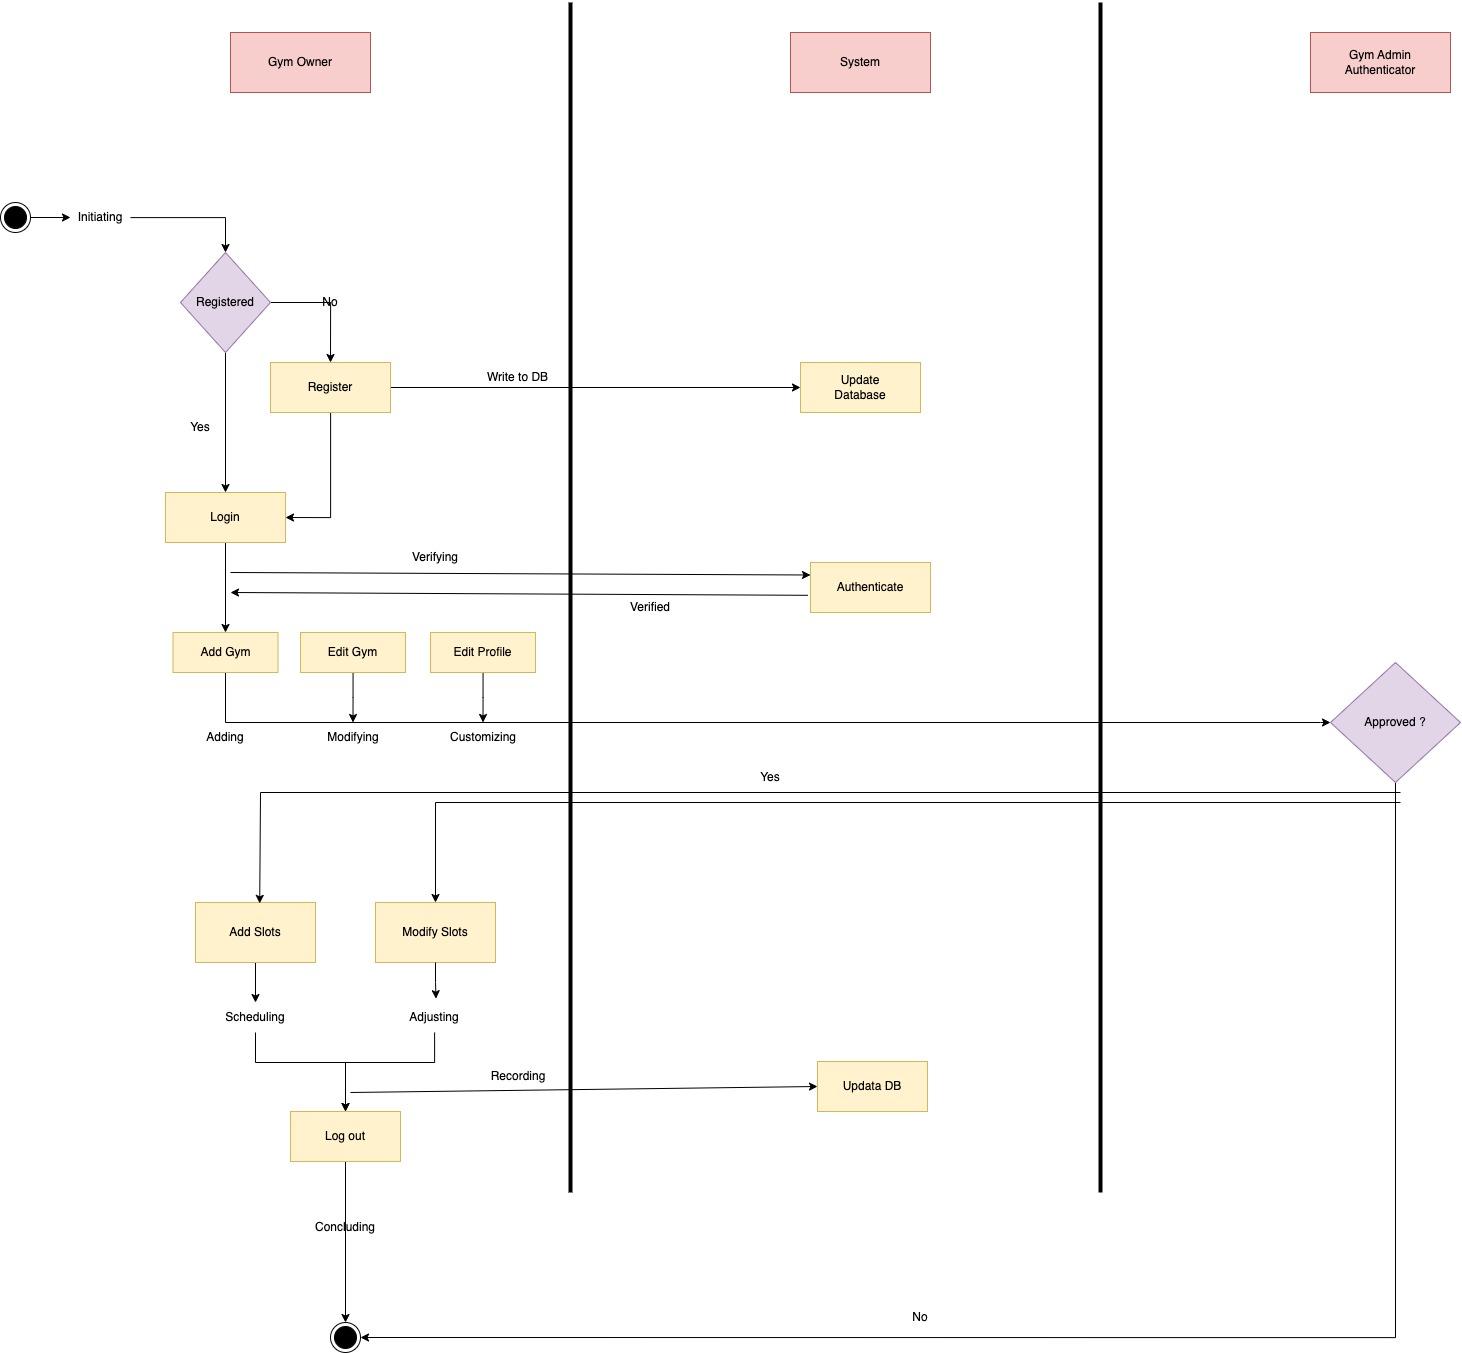 Gym Owner
System
Gym Admin
Authenticator
Initiating
Registered
No
Register
Write to DB
Update
Database
Yes
Login
Verifying
Authenticate
Verified
Add Gym
Edit Gym
Edit Profile
Approved ?
Adding
Modifying
Customizing
Yes
Add Slots
Modify Slots
Scheduling
Adjusting
Recording
Updata DB
Log out
Concluding
No